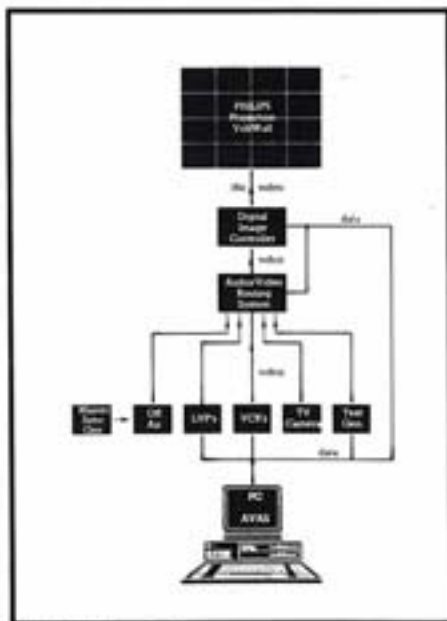 PHILIPS
VidiWall
video
Digital
Image
Controller
data
video
Audio/Video
Routing
System
video
Off
Air
LVPs
VCRs
TV
Camera
Text
Gen.
data
PC
AVAS